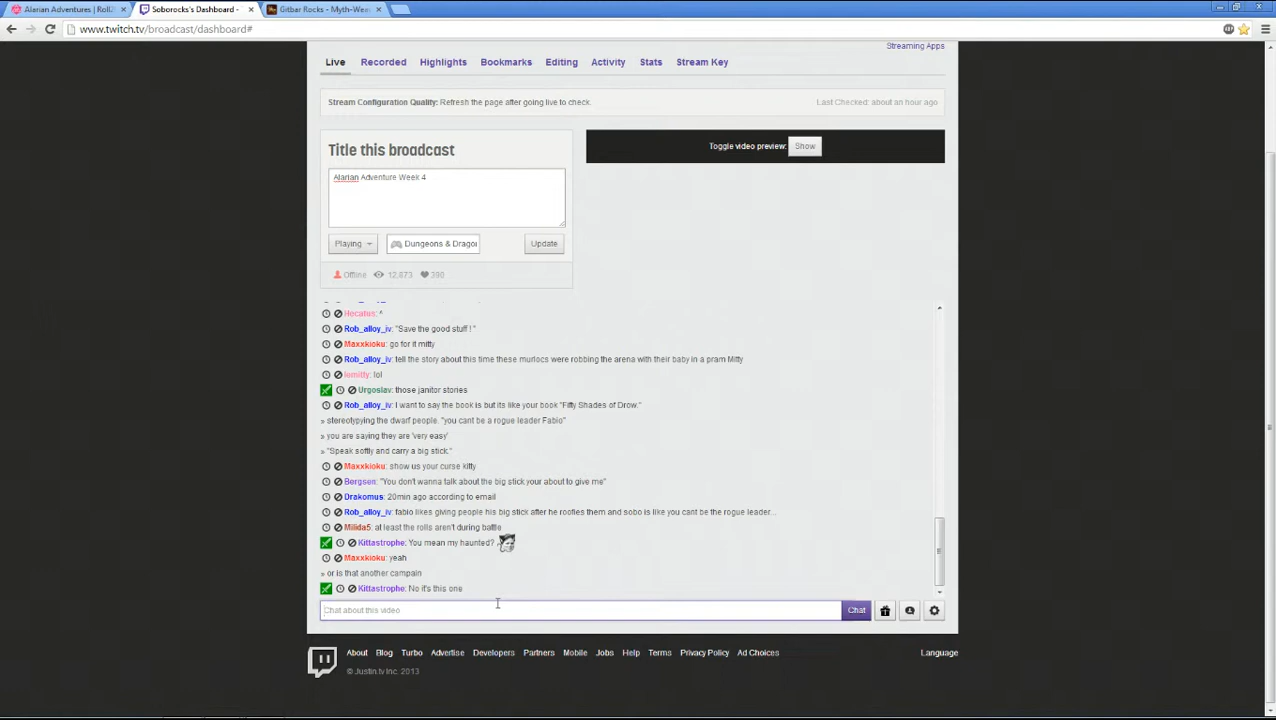 Alarian Adventures | Roll2
Soborocks's Dashboard -
Gitbar Rocks - Myth-Wea
www.twitch.tv/broadcast/dashboard#
Streaming Apps
Live Recorded Highlights Bookmarks Editing Activity Stats Stream Key
Stream Configuration Quality: Refresh the page after going live to check. Last Checked: about an hour ago
Title this broadcast
Toggle video preview: Show
Alarian Adventure Week 4
Playing Dungeons & Dragon Update
Offline 12,873 390
Hecatus: ^
Rob_alloy_iv: "Save the good stuff ! "
Maxxkioku: go for it mitty
Rob_alloy_iv: tell the story about this time these murlocs were robbing the arena with their baby in a pram Mitty
lemitty: lol
Urgoslav: those janitor stories
Rob_alloy_iv: I want to say the book is but its like your book "Fifty Shades of Drow."
» stereotypying the dwarf people. "you cant be a rogue leader Fabio"
» you are saying they are 'very easy'
» "Speak softly and carry a big stick."
Maxxkioku: show us your curse kitty
Bergsen: "You don't wanna talk about the big stick your about to give me"
Drakomus: 20min ago according to email
Rob_alloy_iv: fabio likes giving people his big stick after he roofies them and sobo is like you cant be the rogue leader...
Milida5: at least the rolls aren't during battle
Kittastrophe: You mean my haunted?
Maxxkioku: yeah
» or is that another campain
Kittastrophe: No it's this one
Chat about this video Chat
About Blog Turbo Advertise Developers Partners Mobile Jobs Help Terms Privacy Policy Ad Choices Language
© Justin.tv Inc. 2013